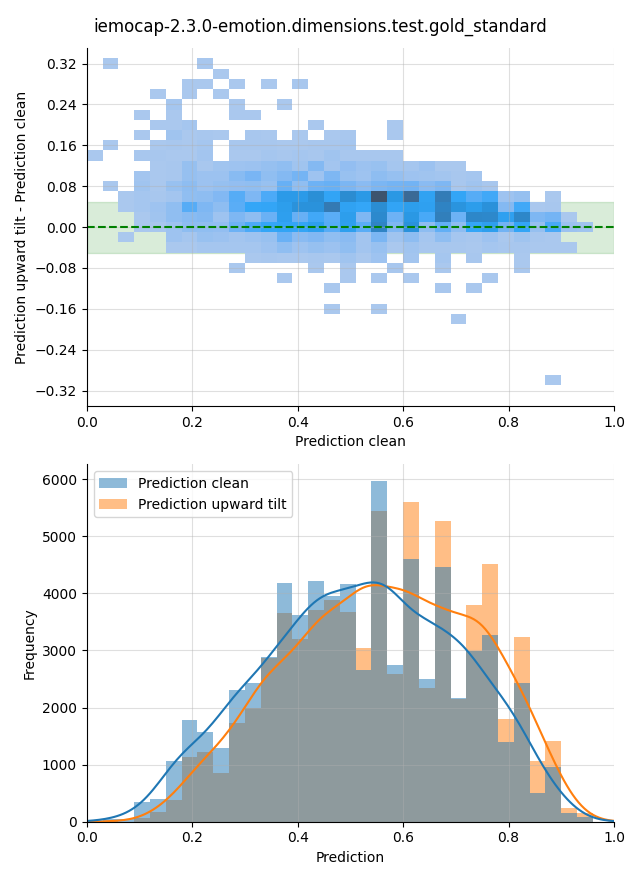 iemocap-2.3.0-emotion.dimensions.test.gold_standard
Prediction upward tilt - Prediction clean
0.32
0.24
0.16
0.08
0.00
−0.08
−0.16
−0.24
−0.32
0.0 0.2 0.4 0.6 0.8 1.0
Prediction clean
Frequency
6000
5000
4000
3000
2000
1000
0
Prediction clean
Prediction upward tilt
0.0 0.2 0.4 0.6 0.8 1.0
Prediction